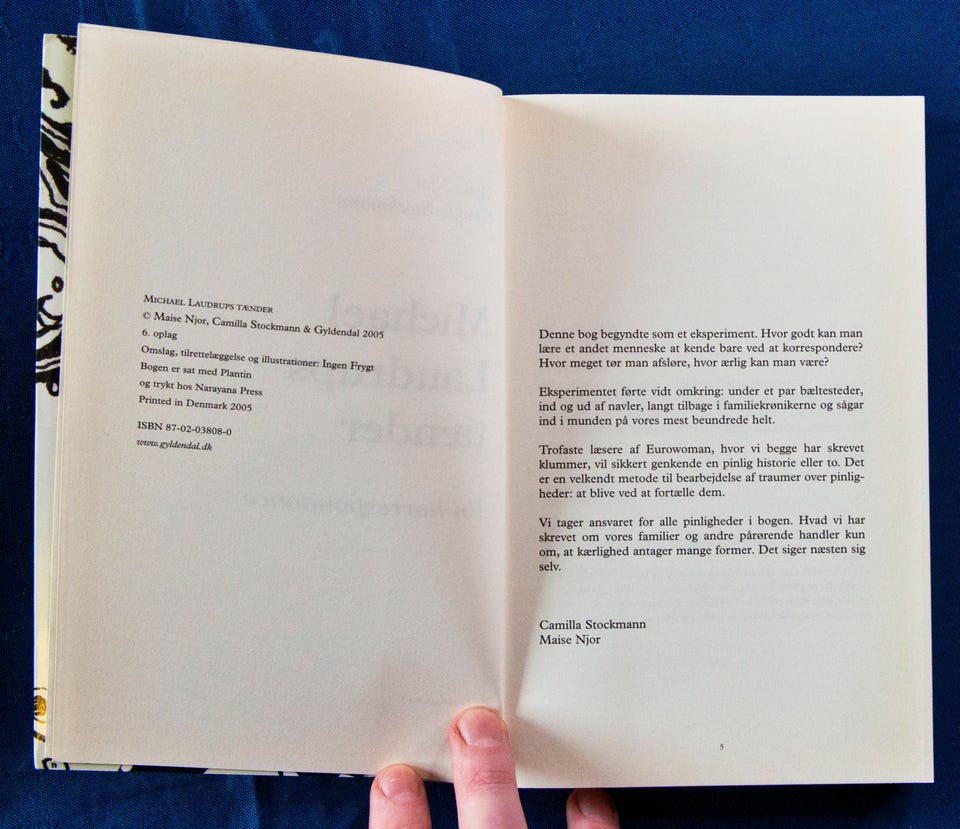 MICHAEL LAUDRUPS TÆNDER
© Maise Njor, Camilla Stockmann & Gyldendal 2005
6. oplag
Omslag, tilrettelæggelse og illustrationer: Ingen Frygt
Bogen er sat med Plantin
og trykt hos Narayana Press
Printed in Denmark 2005
ISBN 87-02-03808-0
www.gyldendal.dk
Michael
Laudrups
tænder
En korrespondance
Denne bog begyndte som et eksperiment. Hvor godt kan man
lære et andet menneske at kende bare ved at korrespondere?
Hvor meget tør man afsløre, hvor ærlig kan man være?
Eksperimentet førte vidt omkring: under et par bæltesteder,
ind og ud af navler, langt tilbage i familiekrønikerne og sågar
ind i munden på vores mest beundrede helt.
Trofaste læsere af Eurowoman, hvor vi begge har skrevet
klummer, vil sikkert genkende en pinlig historie eller to. Det
er en velkendt metode til bearbejdelse af traumer over pinlig-
heder: at blive ved at fortælle dem.
Vi tager ansvaret for alle pinligheder i bogen. Hvad vi har
skrevet om vores familier og andre pårørende handler kun
om, at kærlighed antager mange former. Det siger næsten sig
selv.
Camilla Stockmann
Maise Njor
5